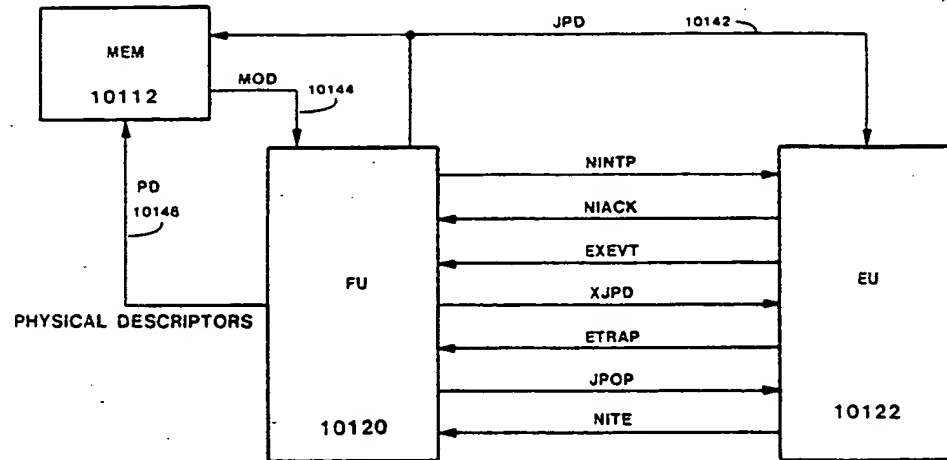 JPD
10142
MEM
10112
MOD
10144
PD
10146
PHYSICAL DESCRIPTORS
FU
10120
NINTP
NIACK
EXEVT
XJPD
ETRAP
JPOP
NITE
EU
10122